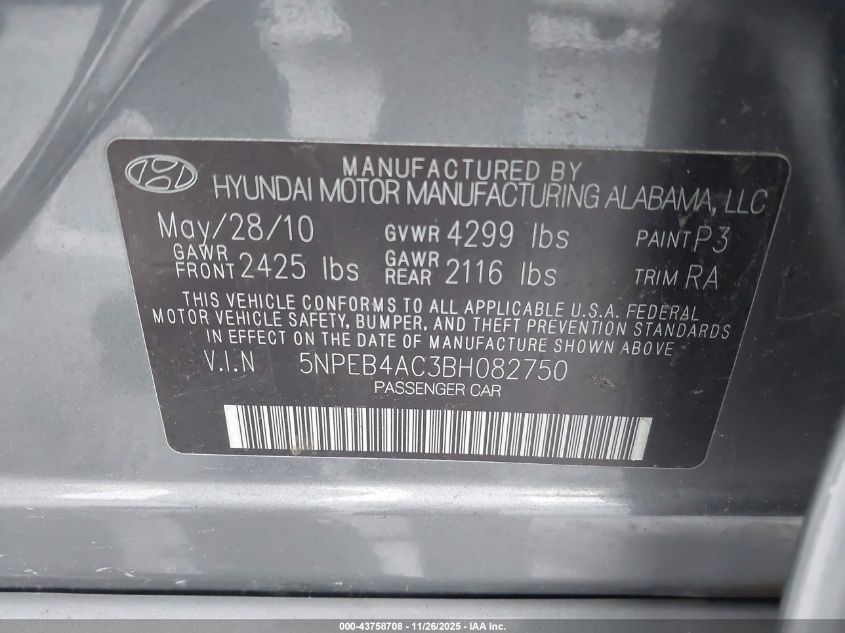 MANUFACTURED BY
HYUNDAI MOTOR MANUFACTURING ALABAMA, LLC
May/28/10 GVWR 4299 lbs PAINT P3
GAWR FRONT 2425 lbs GAWR REAR 2116 lbs TRIM RA
THIS VEHICLE CONFORMS TO ALL APPLICABLE U.S.A. FEDERAL
MOTOR VEHICLE SAFETY, BUMPER, AND THEFT PREVENTION STANDARDS
IN EFFECT ON THE DATE OF MANUFACTURE SHOWN ABOVE.
V.I.N 5NPEB4AC3BH082750
PASSENGER CAR
000-43758708 - 11/26/2025 - IAA Inc.